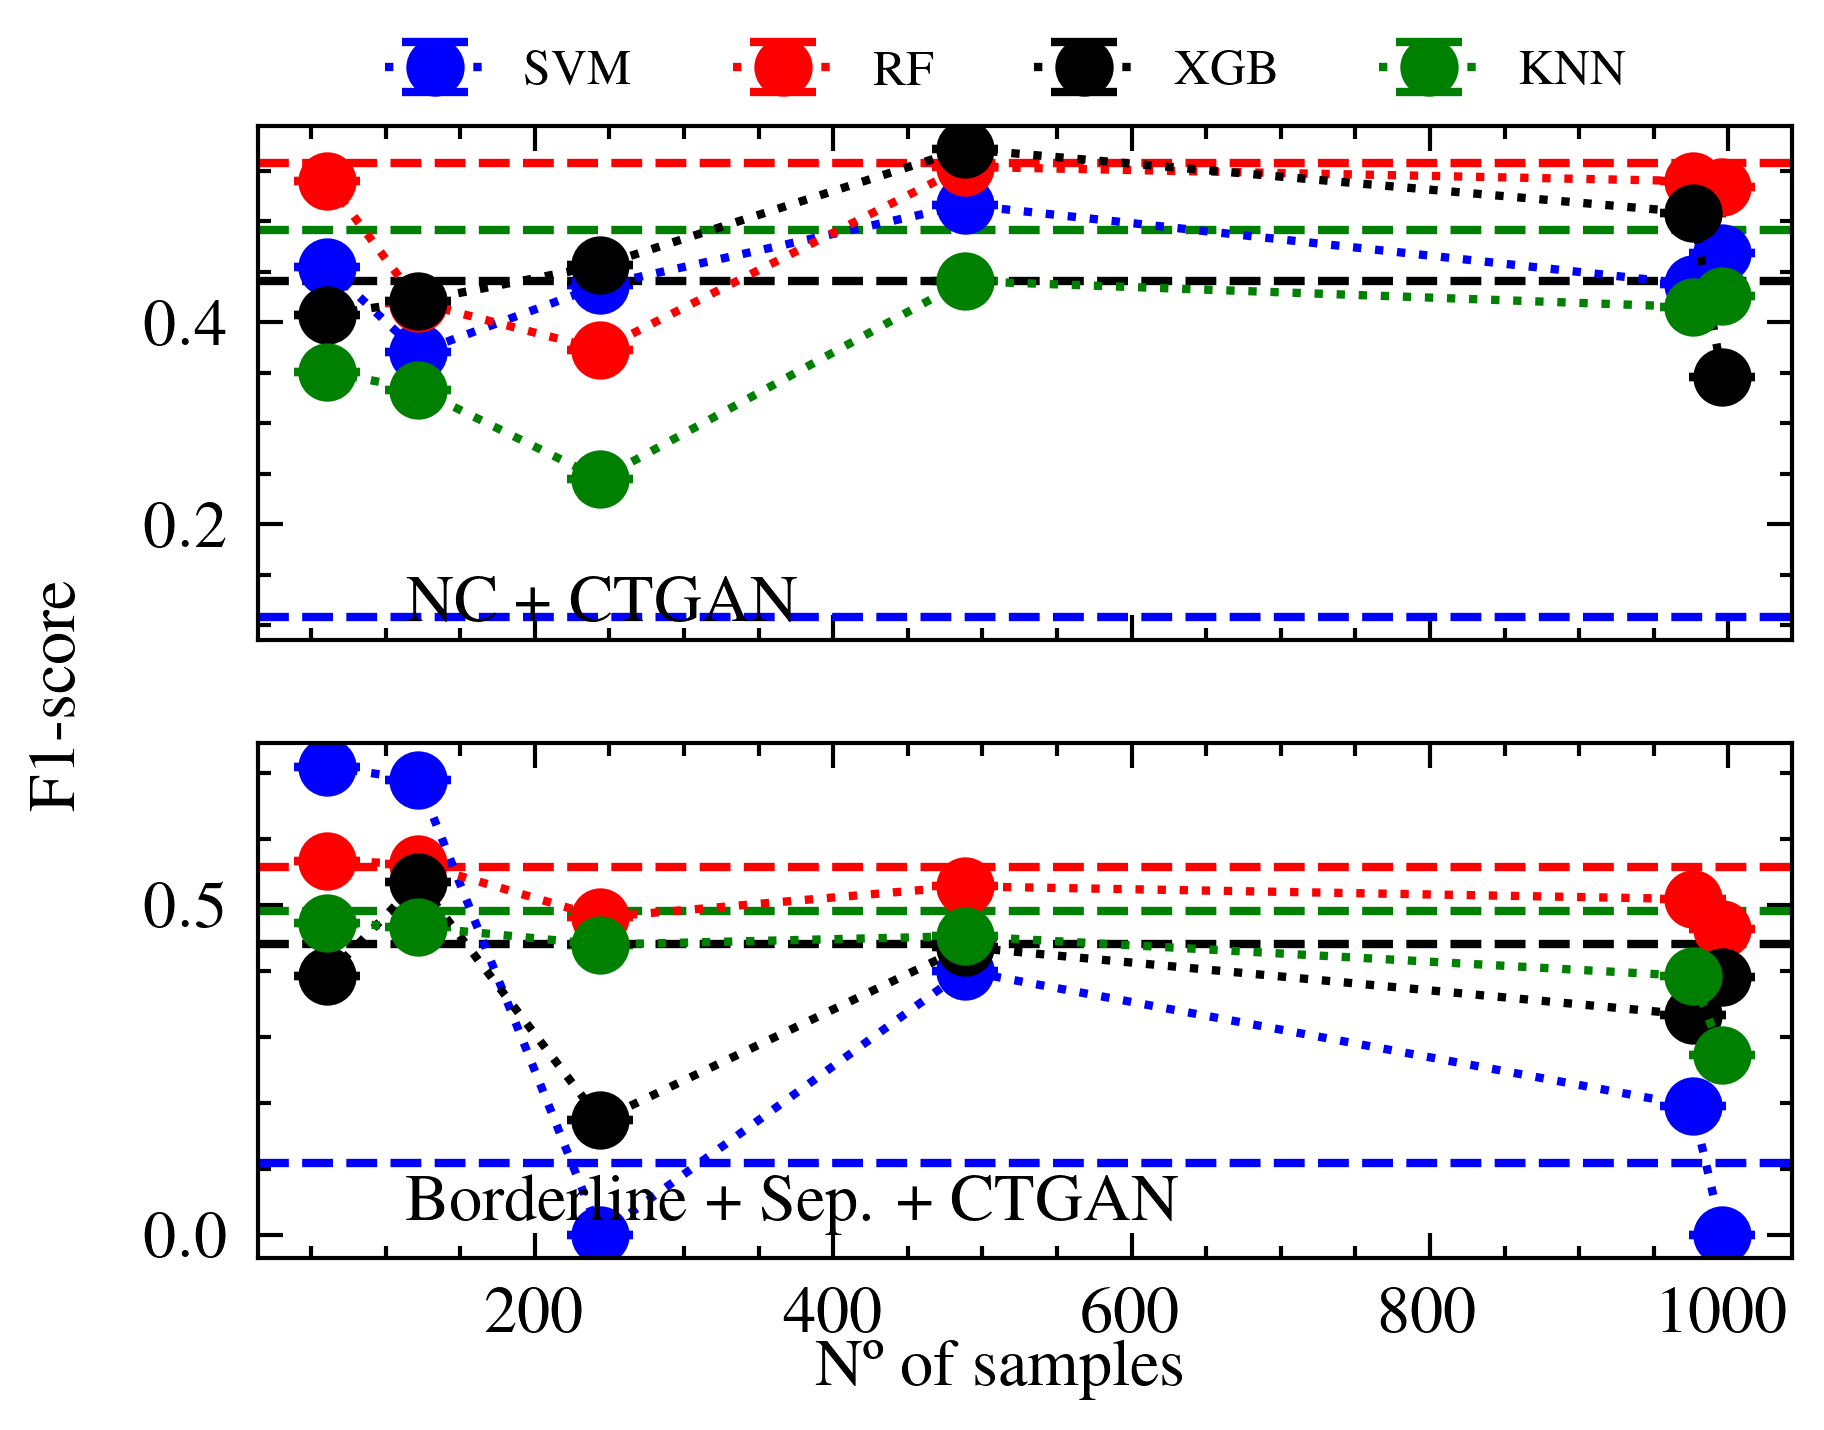 SVM RF XGB KNN
F1-score
0.4
0.2
NC + CTGAN
0.5
0.0
Borderline + Sep. + CTGAN
200 400 600 800 1000
Nº of samples